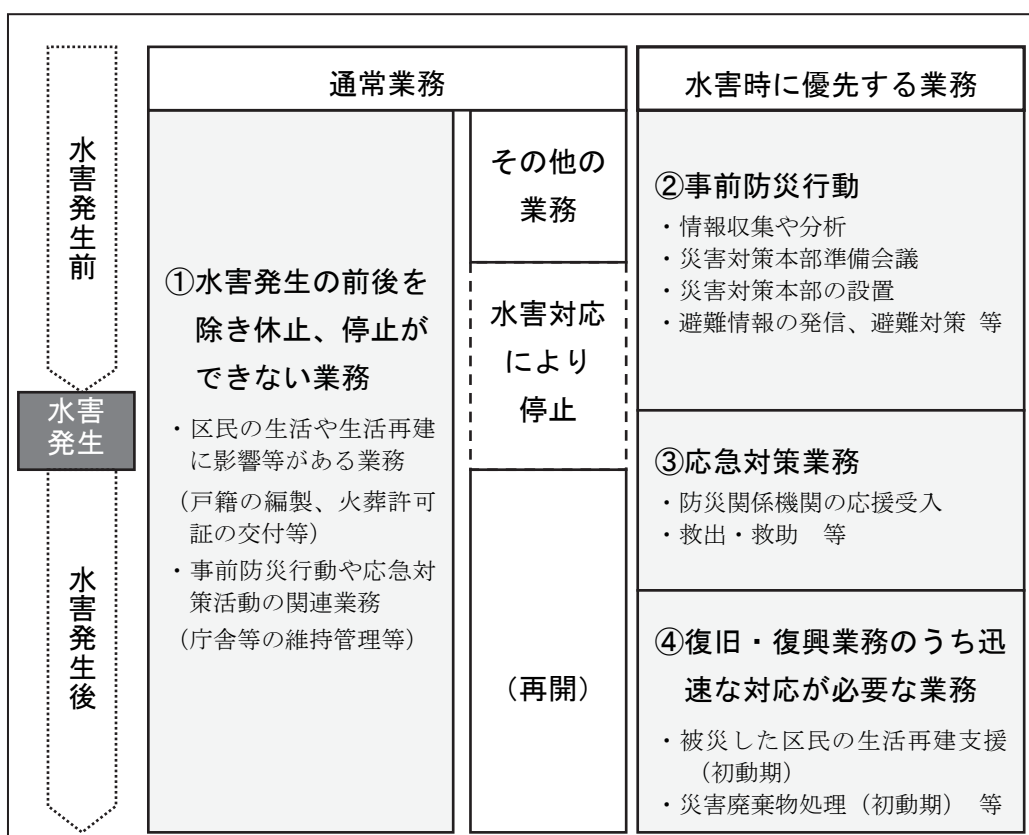 水害発生前
水害
発生
水害発生後
通常業務
①水害発生の前後を
除き休止、停止が
できない業務
・区民の生活や生活再建
に影響等がある業務
(戸籍の編製、火葬許可
証の交付等)
・事前防災行動や応急対
策活動の関連業務
(庁舎等の維持管理等)
その他の
業務
水害対応
により
停止
(再開)
水害時に優先する業務
②事前防災行動
・情報収集や分析
・災害対策本部準備会議
・災害対策本部の設置
・避難情報の発信、避難対策 等
③応急対策業務
・防災関係機関の応援受入
・救出・救助 等
④復旧・復興業務のうち迅
速な対応が必要な業務
・被災した区民の生活再建支援
(初動期)
・災害廃棄物処理(初動期) 等